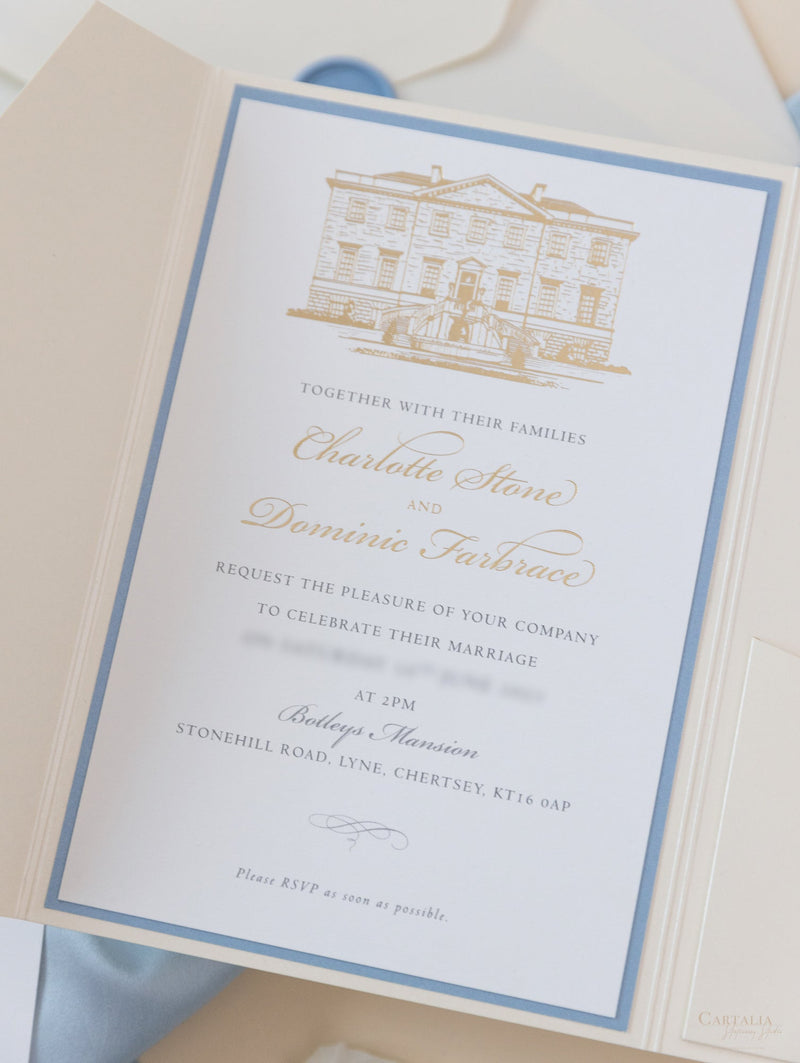 TOGETHER WITH THEIR FAMILIES
Charlotte Stone
AND
Dominic Farbrace
REQUEST THE PLEASURE OF YOUR COMPANY
TO CELEBRATE THEIR MARRIAGE
AT 2PM
Botleys Mansion
STONEHILL ROAD, LYNE, CHERTSEY, KT16 0AP
Please RSVP as soon as possible.
CARTALIA